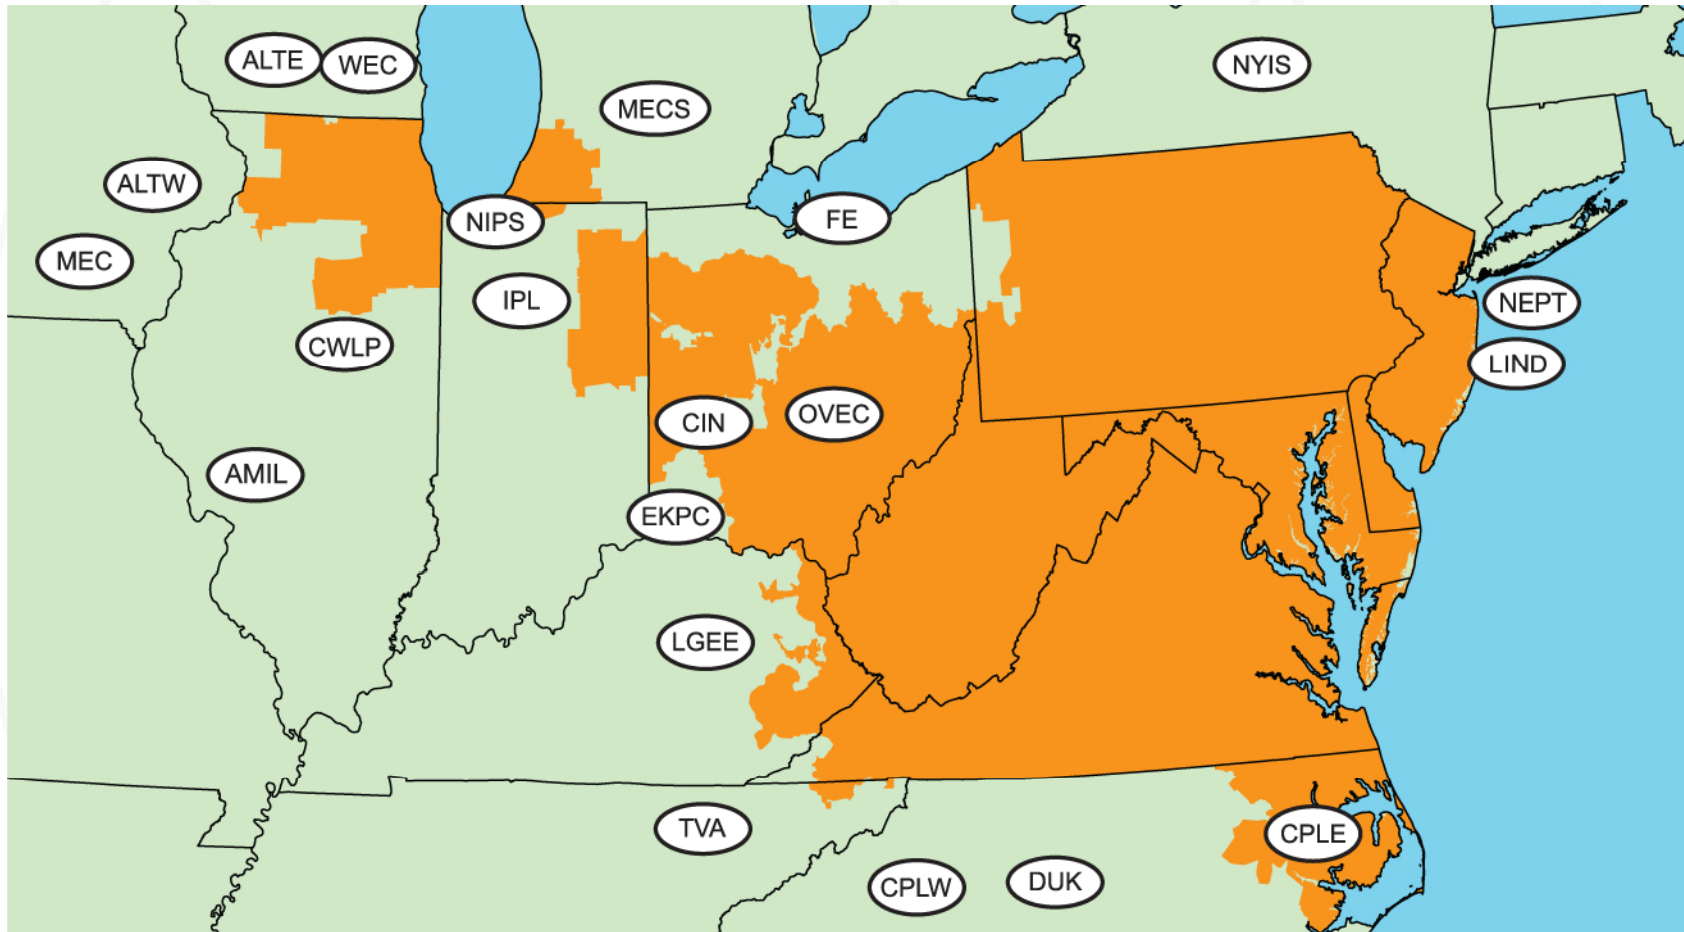 ALTE
WEC
NYIS
MECS
ALTW
NIPS
FE
MEC
IPL
NEPT
CWLP
LIND
CIN
OVEC
AMIL
EKPC
LGEE
TVA
CPLE
CPLW
DUK